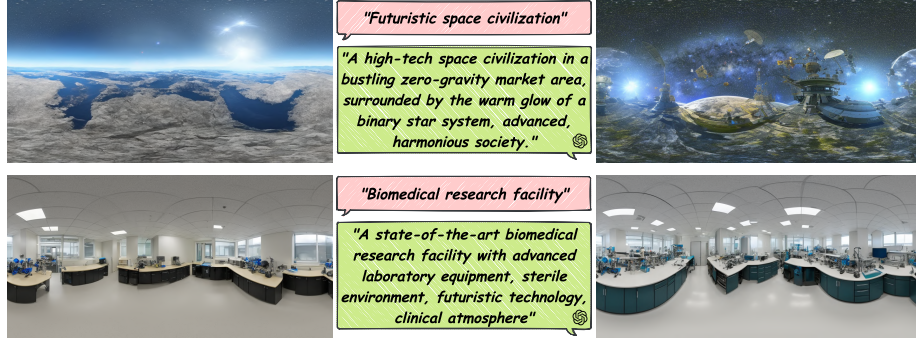 "Futuristic space civilization"
"A high-tech space civilization in a
bustling zero-gravity market area,
surrounded by the warm glow of a
binary star system, advanced,
harmonious society."
"Biomedical research facility"
"A state-of-the-art biomedical
research facility with advanced
laboratory equipment, sterile
environment, futuristic technology,
clinical atmosphere"